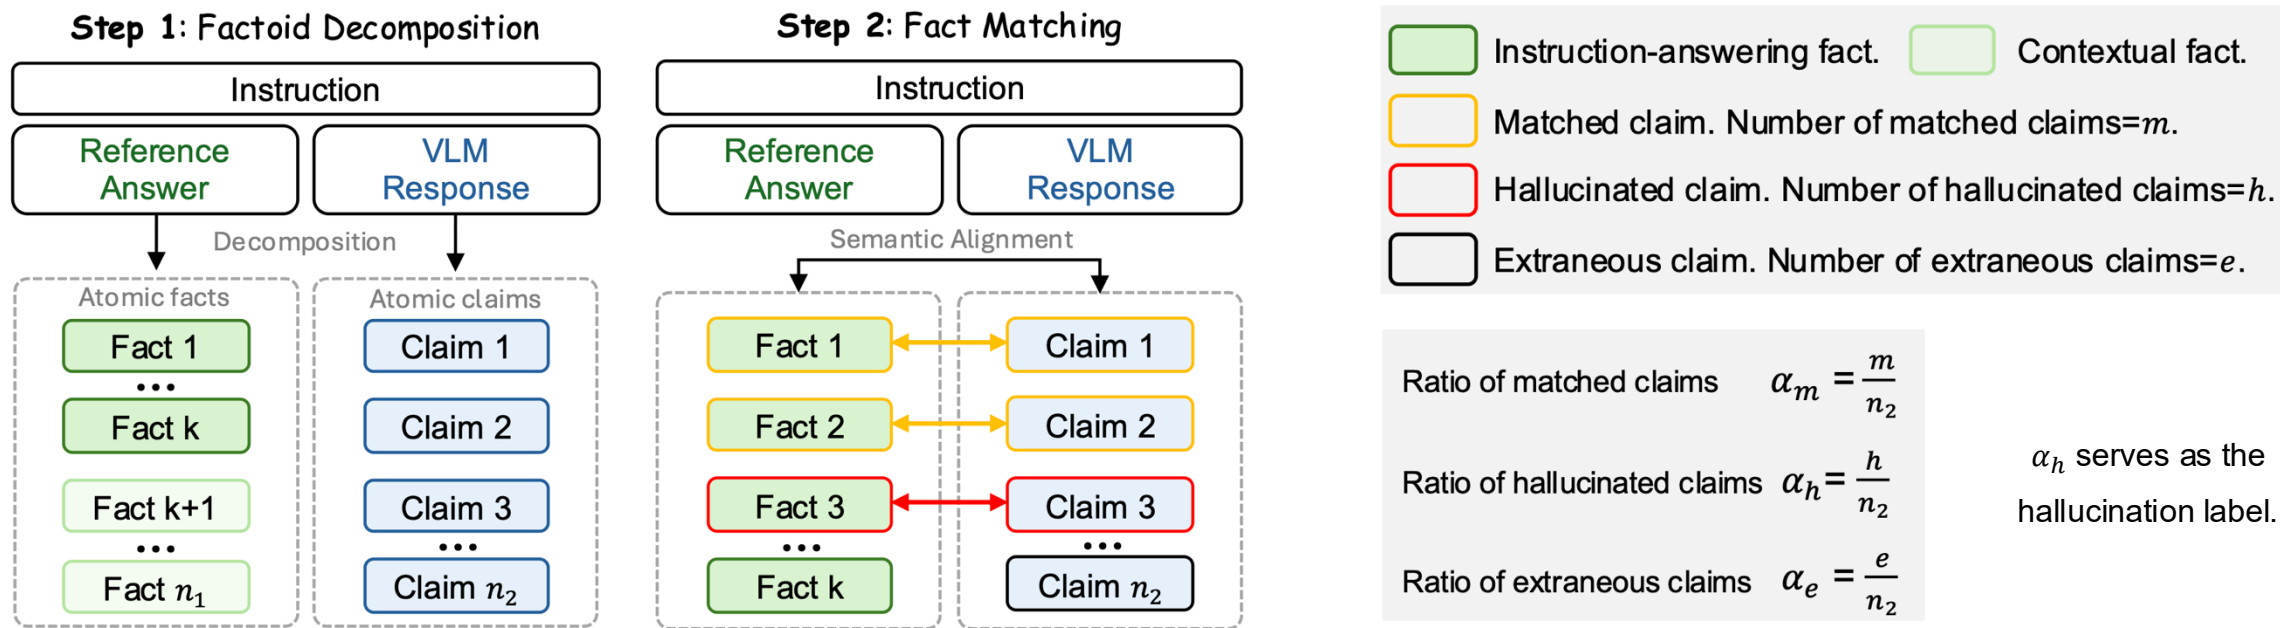 Step 1: Factoid Decomposition
Instruction
Reference
Answer
VLM
Response
Decomposition
Atomic facts
Atomic claims
Fact 1
...
Fact k
Fact k+1
...
Fact n₁
Claim 1
Claim 2
Claim 3
...
Claim n₂
Step 2: Fact Matching
Instruction
Reference
Answer
VLM
Response
Semantic Alignment
Fact 1
Fact 2
Fact 3
...
Fact k
Claim 1
Claim 2
Claim 3
...
Claim n₂
Instruction-answering fact.
Contextual fact.
Matched claim. Number of matched claims=m.
Hallucinated claim. Number of hallucinated claims=h.
Extraneous claim. Number of extraneous claims=e.
Ratio of matched claims αₘ = m/n₂
Ratio of hallucinated claims αₕ= h/n₂
Ratio of extraneous claims αₑ = e/n₂
αₕ serves as the
hallucination label.